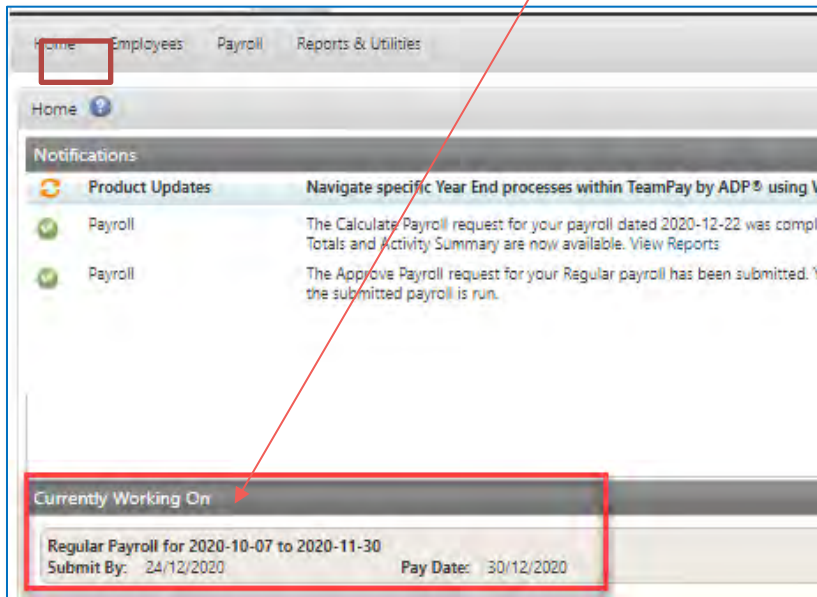 Home Employees Payroll Reports & Utilities
Home
Notifications
Product Updates Navigate specific Year End processes within TeamPay by ADP® using
Payroll The Calculate Payroll request for your payroll dated 2020-12-22 was compl
Totals and Activity Summary are now available. View Reports
Payroll The Approve Payroll request for your Regular payroll has been submitted.
the submitted payroll is run.
Currently Working On
Regular Payroll for 2020-10-07 to 2020-11-30
Submit By: 24/12/2020 Pay Date: 30/12/2020